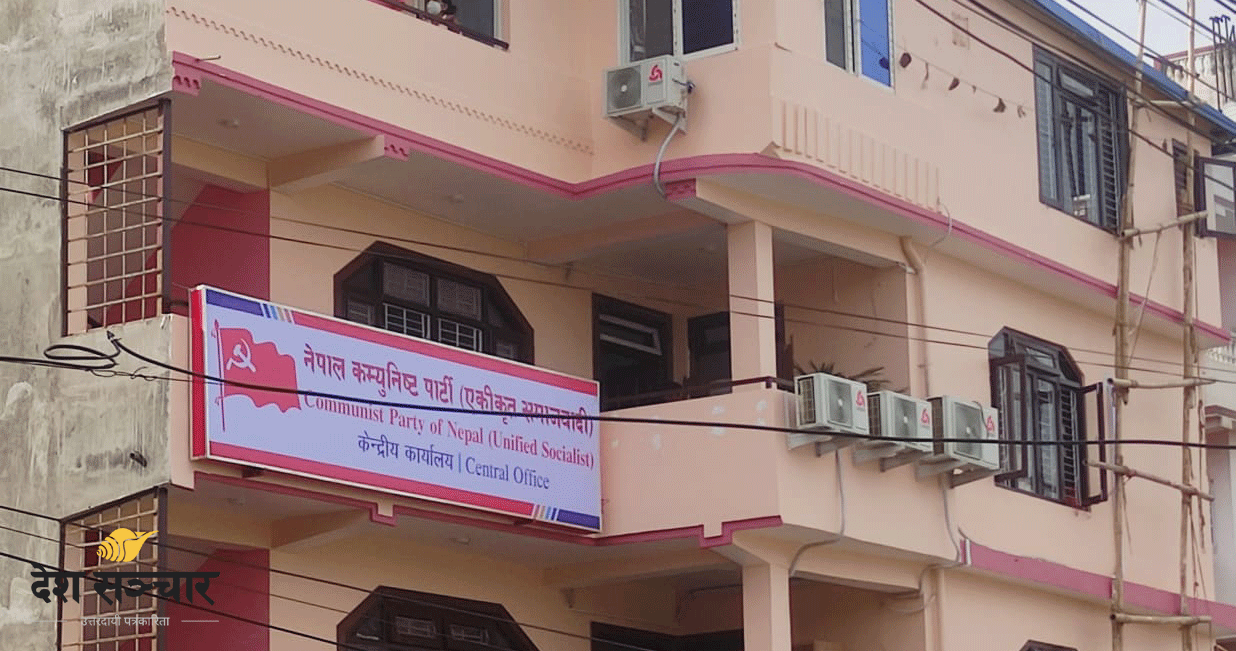 नेपाल कम्युनिष्ट पार्टी (एकीकृत समाजवादी)
Communist Party of Nepal (Unified Socialist)
केन्द्रीय कार्यालय | Central Office
देश सञ्चार
उत्तरदायी पत्रकारिता